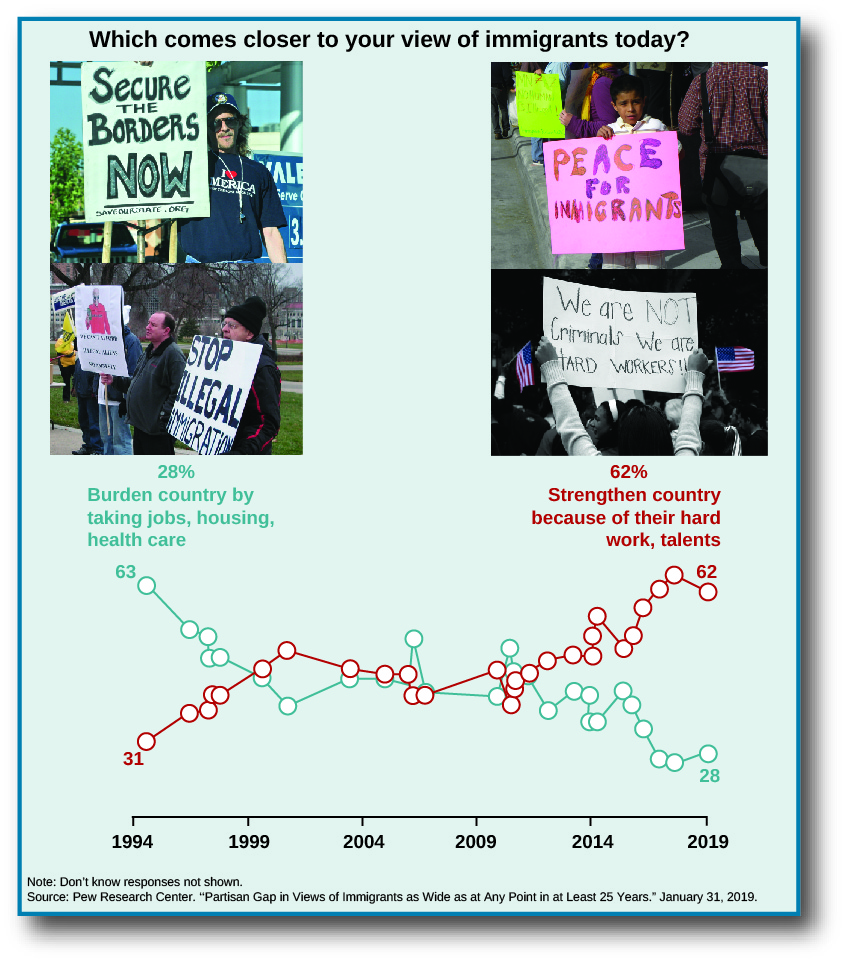 Which comes closer to your view of immigrants today?
SECURE
THE
BORDERS
NOW
SAVEOURSTATE.ORG
I
AMERICA
VALE
3.
PEACE
FOR
IMMIGRANTS
STOP
ILLEGAL
IMMIGRATION
We are NOT
Criminals We are
HARD WORKERS!!
28%
Burden country by
taking jobs, housing,
health care
62%
Strengthen country
because of their hard
work, talents
63
62
31
28
1994 1999 2004 2009 2014 2019
Note: Don’t know responses not shown.
Source: Pew Research Center. “Partisan Gap in Views of Immigrants as Wide as at Any Point in at Least 25 Years.” January 31, 2019.